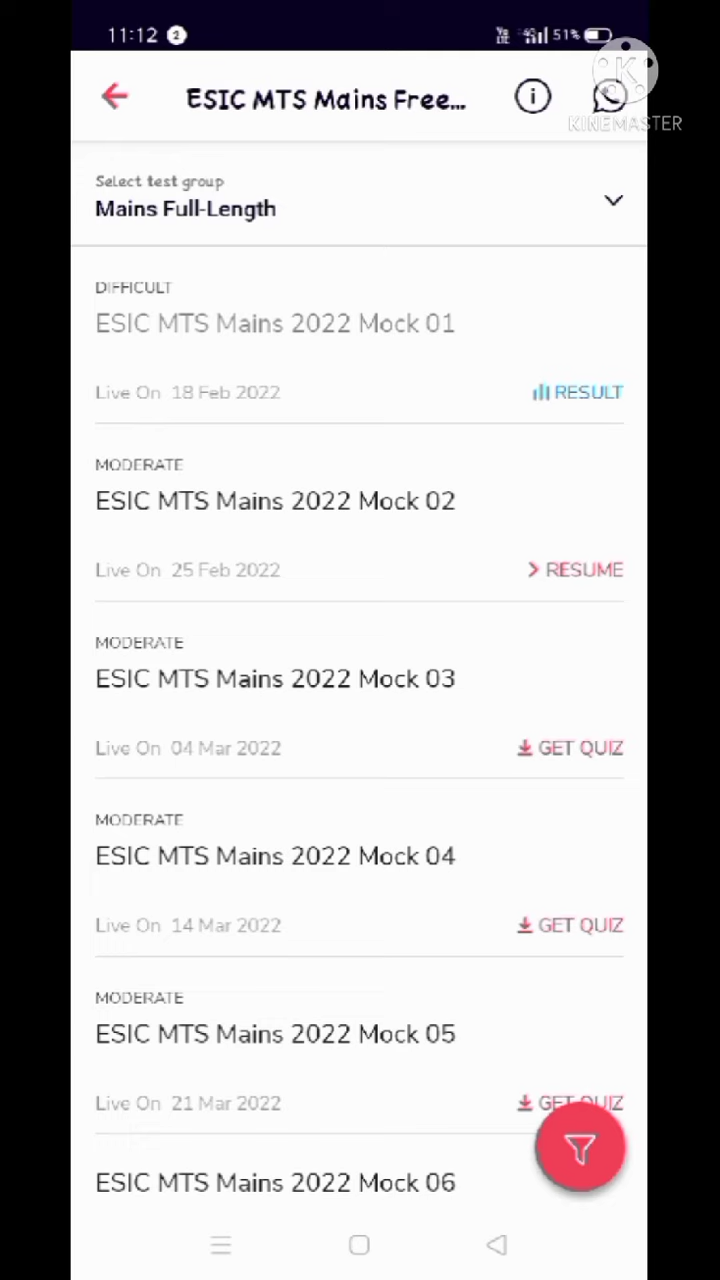 11:12 2 51%
ESIC MTS Mains Free...
KINEMASTER
Select test group
Mains Full-Length
DIFFICULT
ESIC MTS Mains 2022 Mock 01
Live On 18 Feb 2022 RESULT
MODERATE
ESIC MTS Mains 2022 Mock 02
Live On 25 Feb 2022 RESUME
MODERATE
ESIC MTS Mains 2022 Mock 03
Live On 04 Mar 2022 GET QUIZ
MODERATE
ESIC MTS Mains 2022 Mock 04
Live On 14 Mar 2022 GET QUIZ
MODERATE
ESIC MTS Mains 2022 Mock 05
Live On 21 Mar 2022 GET QUIZ
ESIC MTS Mains 2022 Mock 06